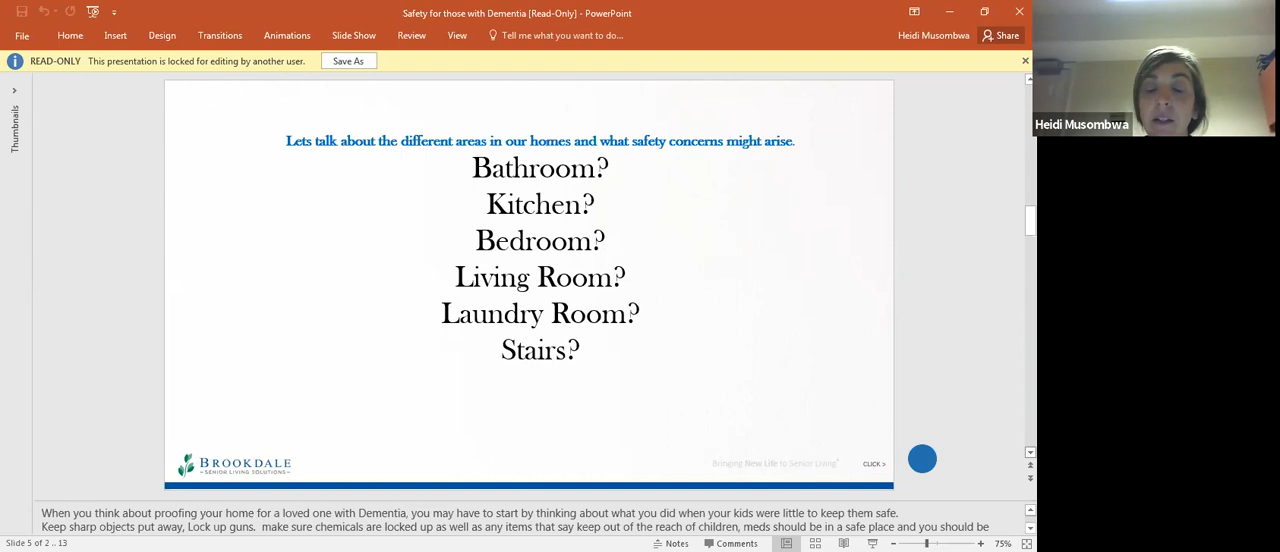 Safety for those with Dementia [Read-Only] - PowerPoint
File Home Insert Design Transitions Animations Slide Show Review View Tell me what you want to do... Heidi Musombwa Share
READ-ONLY This presentation is locked for editing by another user. Save As
Thumbnails
Heidi Musombwa
Lets talk about the different areas in our homes and what safety concerns might arise.
Bathroom?
Kitchen?
Bedroom?
Living Room?
Laundry Room?
Stairs?
BROOKDALE
SENIOR LIVING SOLUTIONS
Bringing New Life to Senior Living
CLICK >
When you think about proofing your home for a loved one with Dementia, you may have to start by thinking about what you did when your kids were little to keep them safe.
Keep sharp objects put away, Lock up guns. make sure chemicals are locked up as well as any items that say keep out of the reach of children, meds should be in a safe place and you should be
Slide 5 of 2 .. 13 Notes Comments 75%